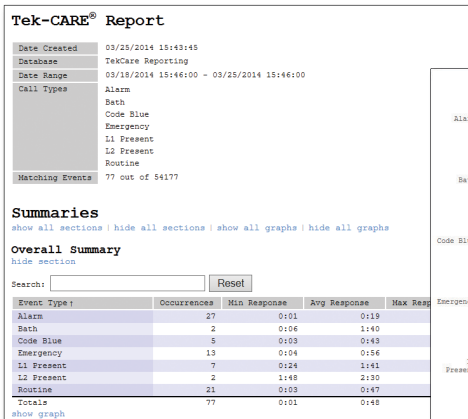 Tek-CARE® Report
Date Created 03/25/2014 15:43:45
Database TekCare Reporting
Date Range 03/18/2014 15:46:00 - 03/25/2014 15:46:00
Call Types Alarm
Bath
Code Blue
Emergency
L1 Present
L2 Present
Routine
Matching Events 77 out of 54177
Summaries
show all sections | hide all sections | show all graphs | hide all graphs
Overall Summary
hide section
Search: Reset
Event Type↑ Occurrences Min Response Avg Response Max Resp
Alarm 27 0:01 0:19
Bath 2 0:06 1:40
Code Blue 5 0:03 0:43
Emergency 13 0:04 0:56
L1 Present 7 0:24 1:41
L2 Present 2 1:48 2:30
Routine 21 0:03 0:47
Totals 77 0:01 0:48
show graph
Alar
Ba
Code Bl
Emergen
Prese